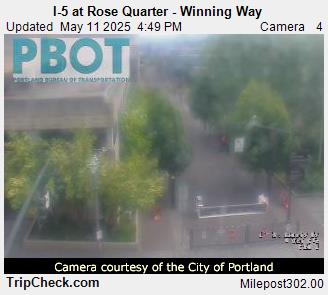 I-5 at Rose Quarter - Winning Way
Updated May 11 2025 4:49 PM Camera 4
PBOT
PORTLAND BUREAU OF TRANSPORTATION
Camera courtesy of the City of Portland
TripCheck.com Milepost302.00